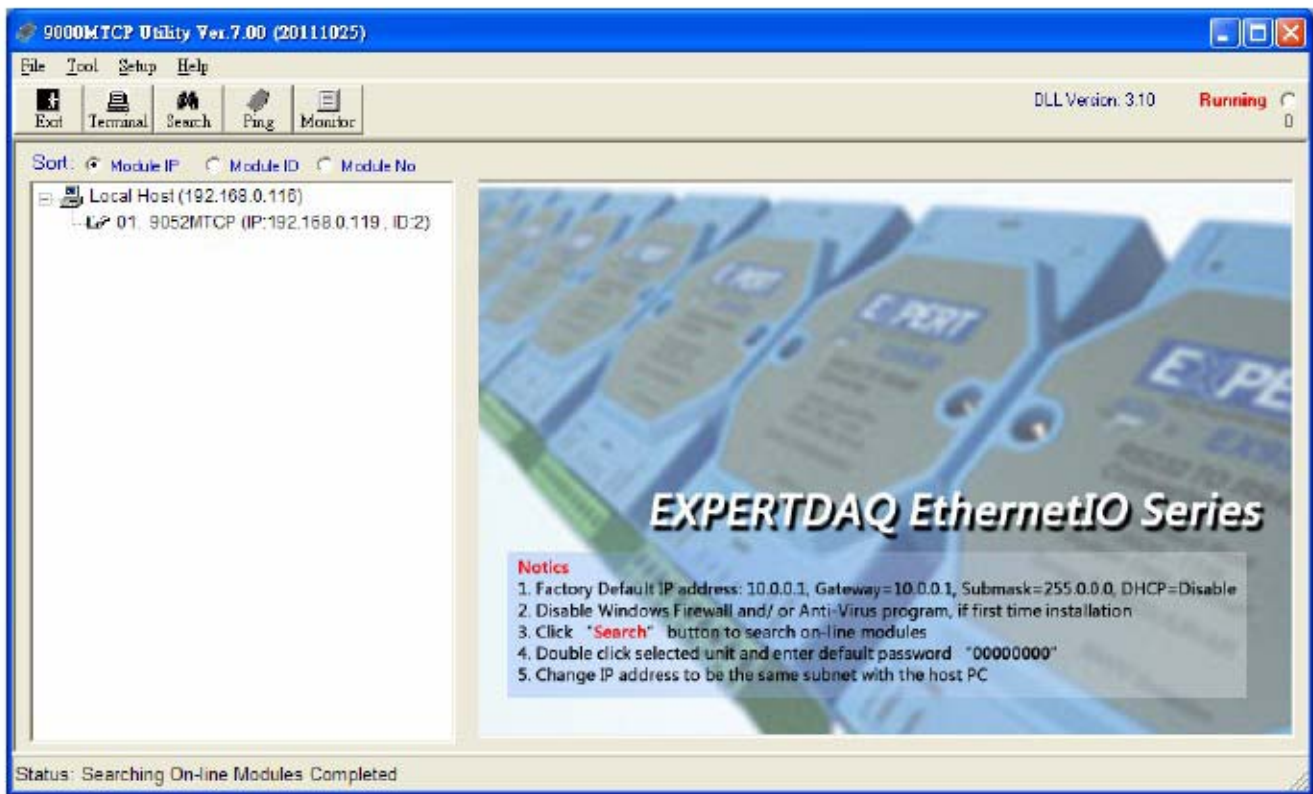 9000MTCP Utility Ver.7.00 (20111025)
File Tool Setup Help
Exit Terminal Search Ping Monitor
DLL Version: 3.10 Running
0
Sort: Module IP Module ID Module No
Local Host (192.168.0.116)
01. 9052MTCP (IP:192.168.0.119 , ID:2)
EXPERT
EXPERT
EXPE
EXPERTDAQ EthernetIO Series
Notics
1. Factory Default IP address: 10.0.0.1, Gateway=10.0.0.1, Submask=255.0.0.0, DHCP=Disable
2. Disable Windows Firewall and/ or Anti-Virus program, if first time installation
3. Click "Search" button to search on-line modules
4. Double click selected unit and enter default password "00000000"
5. Change IP address to be the same subnet with the host PC
Status: Searching On-line Modules Completed